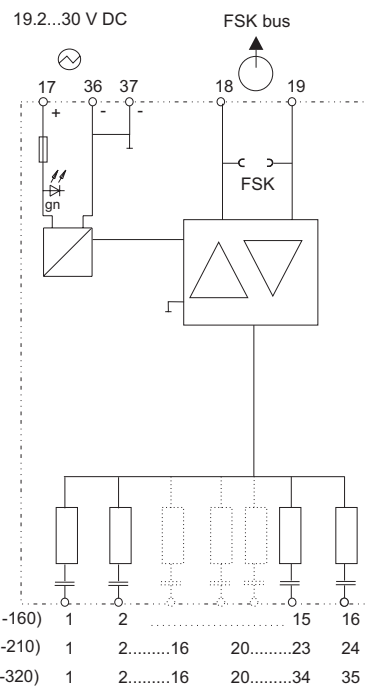 19.2...30 V DC
FSK bus
17 36 37 18 19
+ - -
FSK
gn
-160) 1 2 .................... 15 16
-210) 1 2.........16 20.........23 24
-320) 1 2.........16 20.........34 35